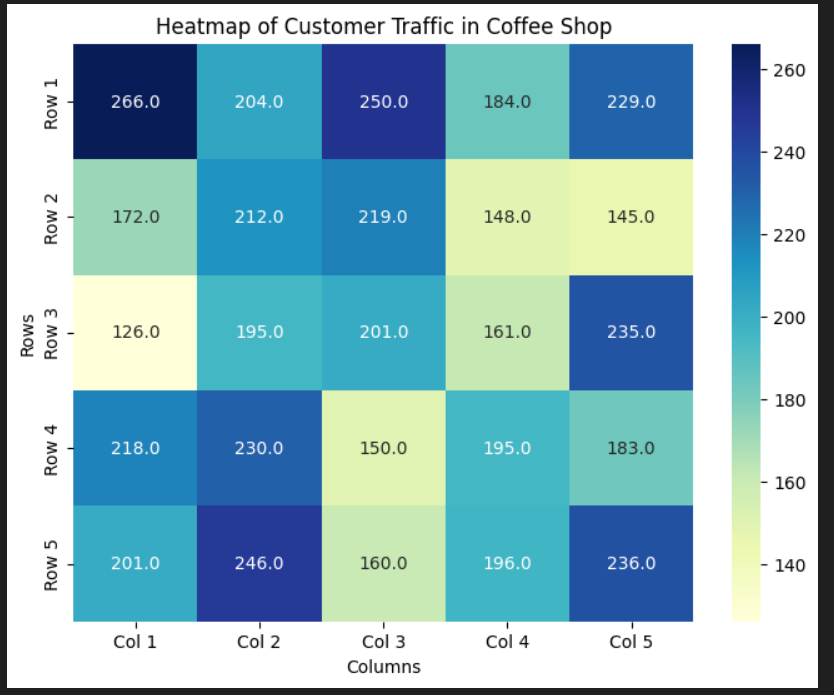 Heatmap of Customer Traffic in Coffee Shop
Row 1 266.0 204.0 250.0 184.0 229.0
Row 2 172.0 212.0 219.0 148.0 145.0
Row 3 126.0 195.0 201.0 161.0 235.0
Row 4 218.0 230.0 150.0 195.0 183.0
Row 5 201.0 246.0 160.0 196.0 236.0
Rows
Col 1 Col 2 Col 3 Col 4 Col 5
Columns
260
240
220
200
180
160
140